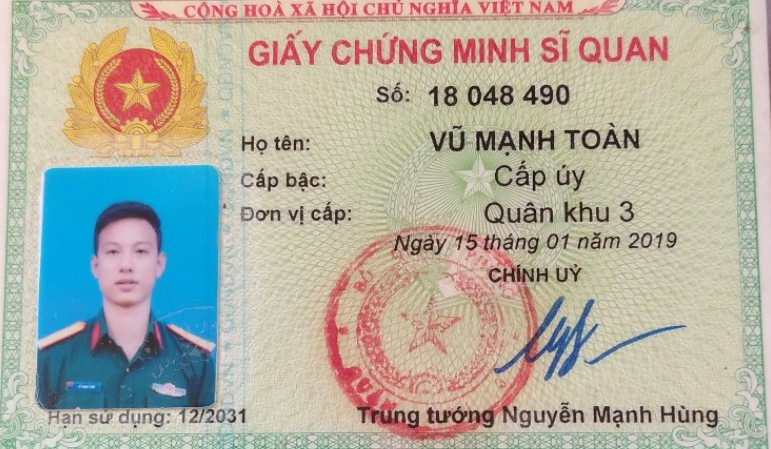 CỘNG HOÀ XÃ HỘI CHỦ NGHĨA VIỆT NAM
GIẤY CHỨNG MINH SĨ QUAN
Số: 18 048 490
Họ tên: VŨ MẠNH TOÀN
Cấp bậc: Cấp úy
Đơn vị cấp: Quân khu 3
Ngày 15 tháng 01 năm 2019
CHÍNH UỶ
Hạn sử dụng: 12/2031
Trung tướng Nguyễn Mạnh Hùng